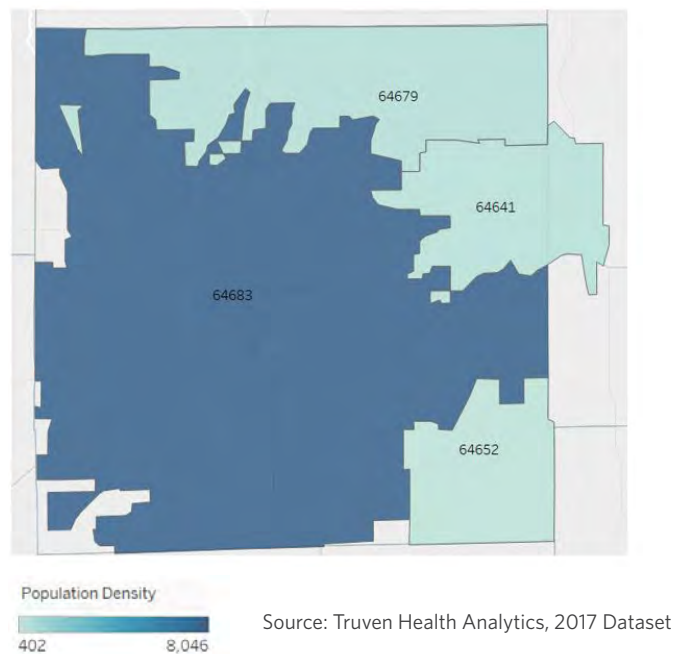 64679
64641
64683
64652
Population Density
402 8,046
Source: Truven Health Analytics, 2017 Dataset